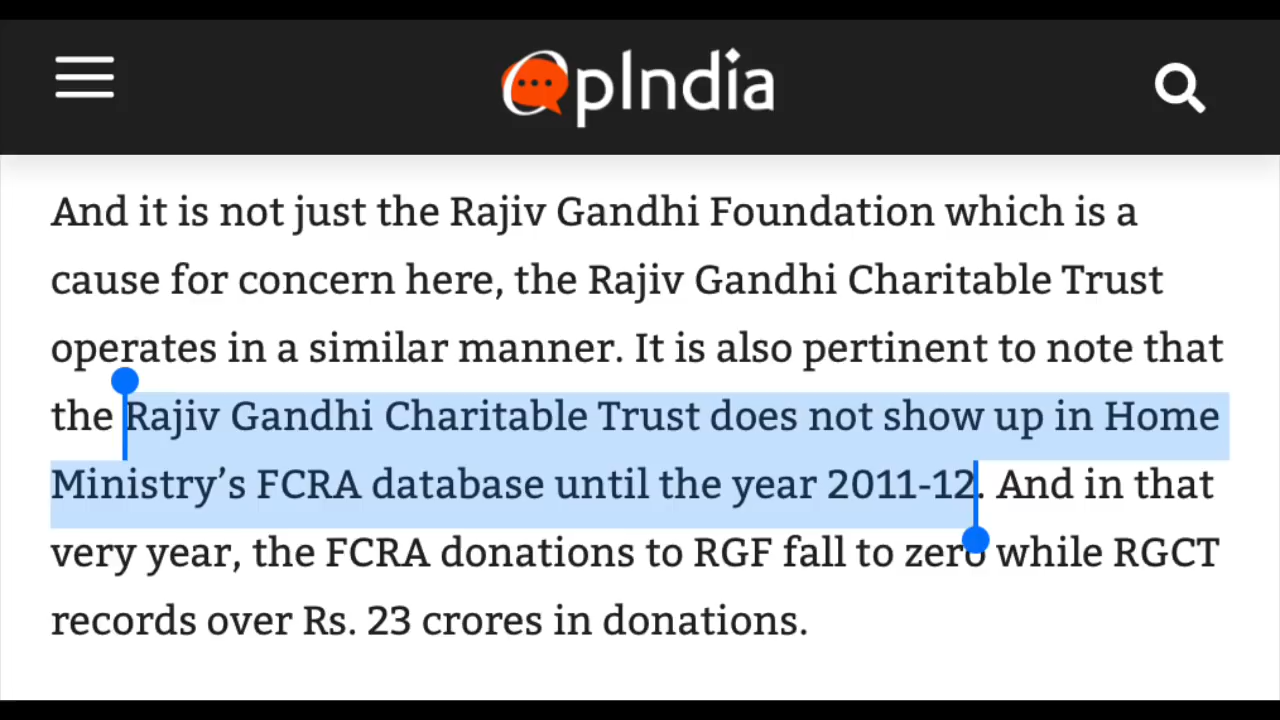 OpIndia
And it is not just the Rajiv Gandhi Foundation which is a
cause for concern here, the Rajiv Gandhi Charitable Trust
operates in a similar manner. It is also pertinent to note that
the Rajiv Gandhi Charitable Trust does not show up in Home
Ministry’s FCRA database until the year 2011-12. And in that
very year, the FCRA donations to RGF fall to zero while RGCT
records over Rs. 23 crores in donations.